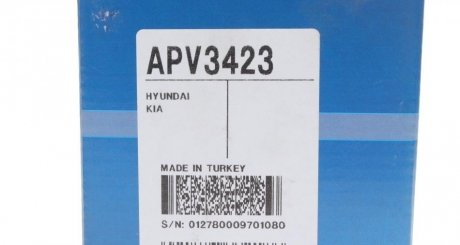 APV3423
HYUNDAI
KIA
MADE IN TURKEY
S/N: 012780009701080